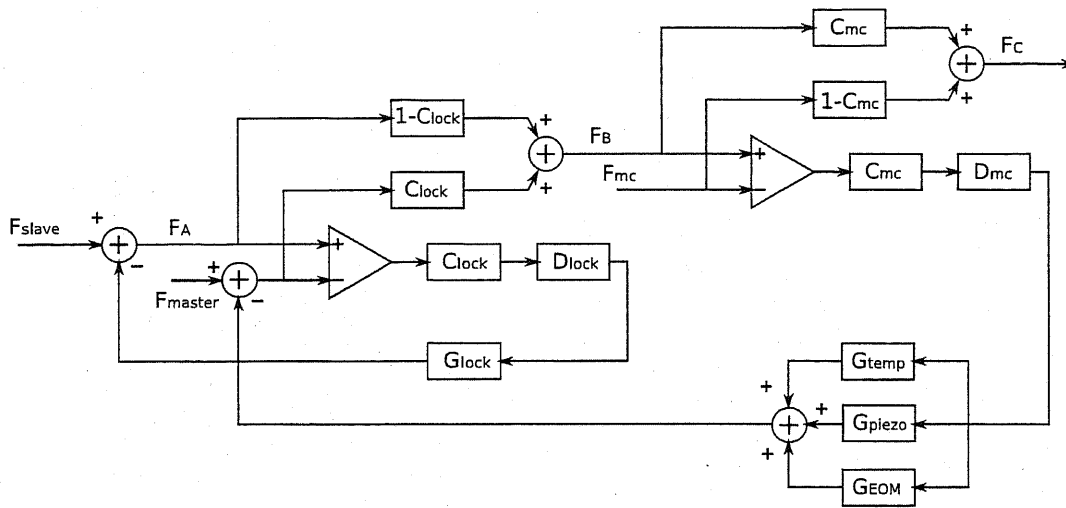 Cmc
+
+
FC
1-Cmc
+
1-Clock
+
FB
+
Fmc
−
Cmc
Dmc
Clock
+
Fslave
+
+
FA
−
+
Fmaster
+
−
+
−
Clock
Dlock
Glock
Gtemp
+
+
+
Gpiezo
+
GEOM